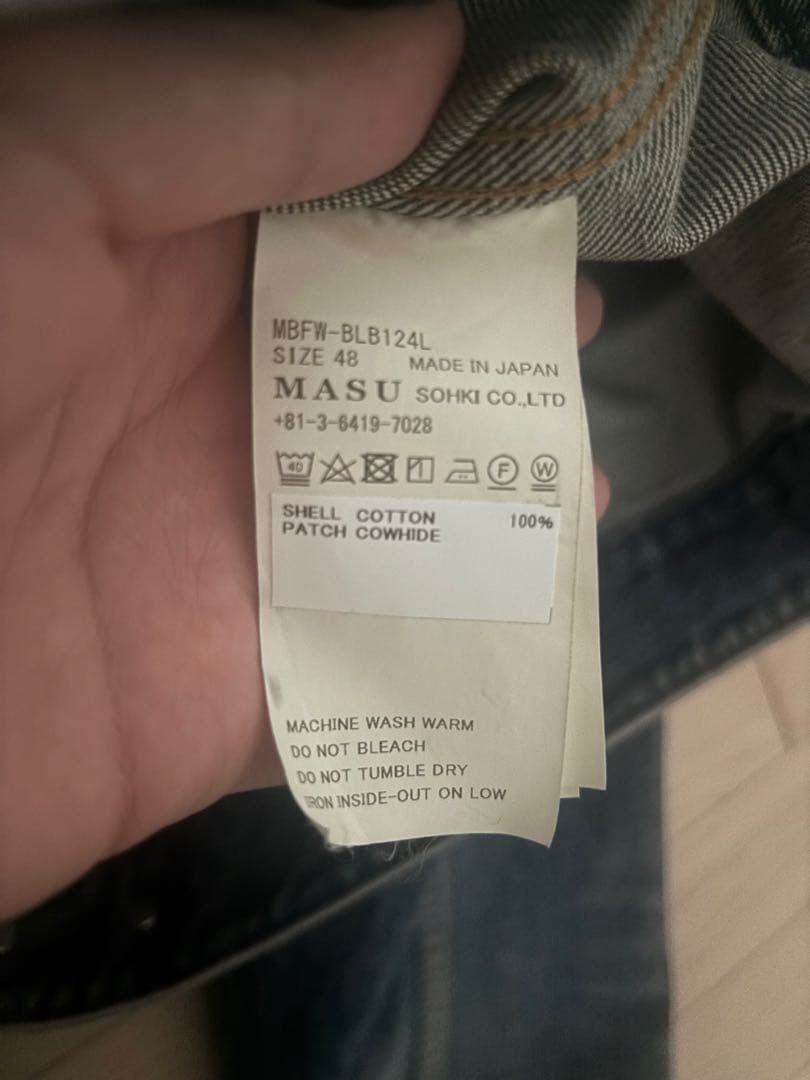 MBFW-BLB124L
SIZE 48 MADE IN JAPAN
MASU SOHKI CO.,LTD
+81-3-6419-7028
40 F W
SHELL COTTON 100%
PATCH COWHIDE
MACHINE WASH WARM
DO NOT BLEACH
DO NOT TUMBLE DRY
IRON INSIDE-OUT ON LOW